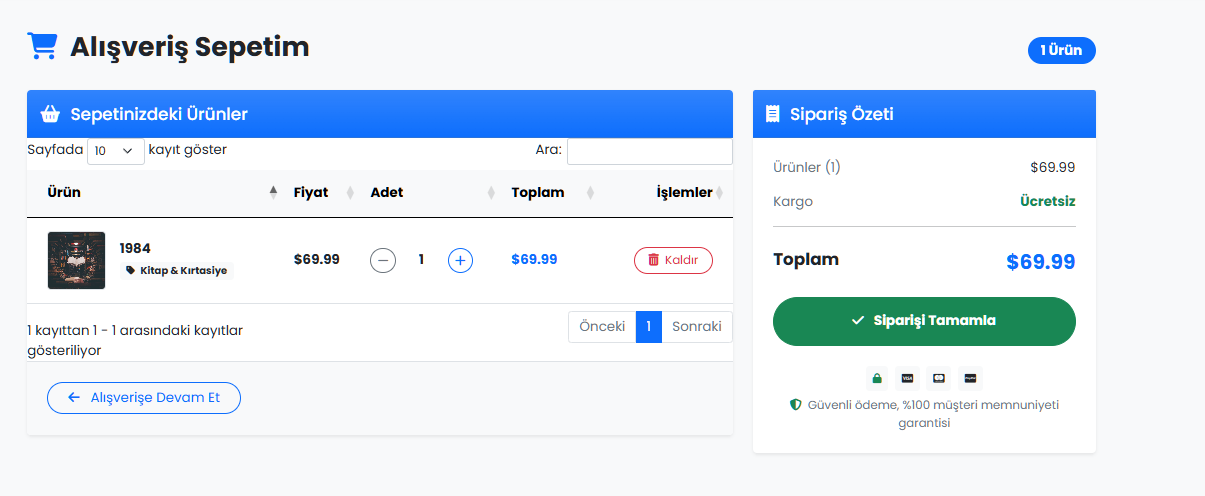 Alışveriş Sepetim
1 Ürün
Sepetinizdeki Ürünler
Sayfada 10 kayıt göster
Ara:
Ürün Fiyat Adet Toplam İşlemler
1984
Kitap & Kırtasiye
$69.99 1 $69.99 Kaldır
1 kayıttan 1 - 1 arasındaki kayıtlar
gösteriliyor
Önceki 1 Sonraki
Alışverişe Devam Et
Sipariş Özeti
Ürünler (1) $69.99
Kargo Ücretsiz
Toplam $69.99
Siparişi Tamamla
VISA
Güvenli ödeme, %100 müşteri memnuniyeti
garantisi